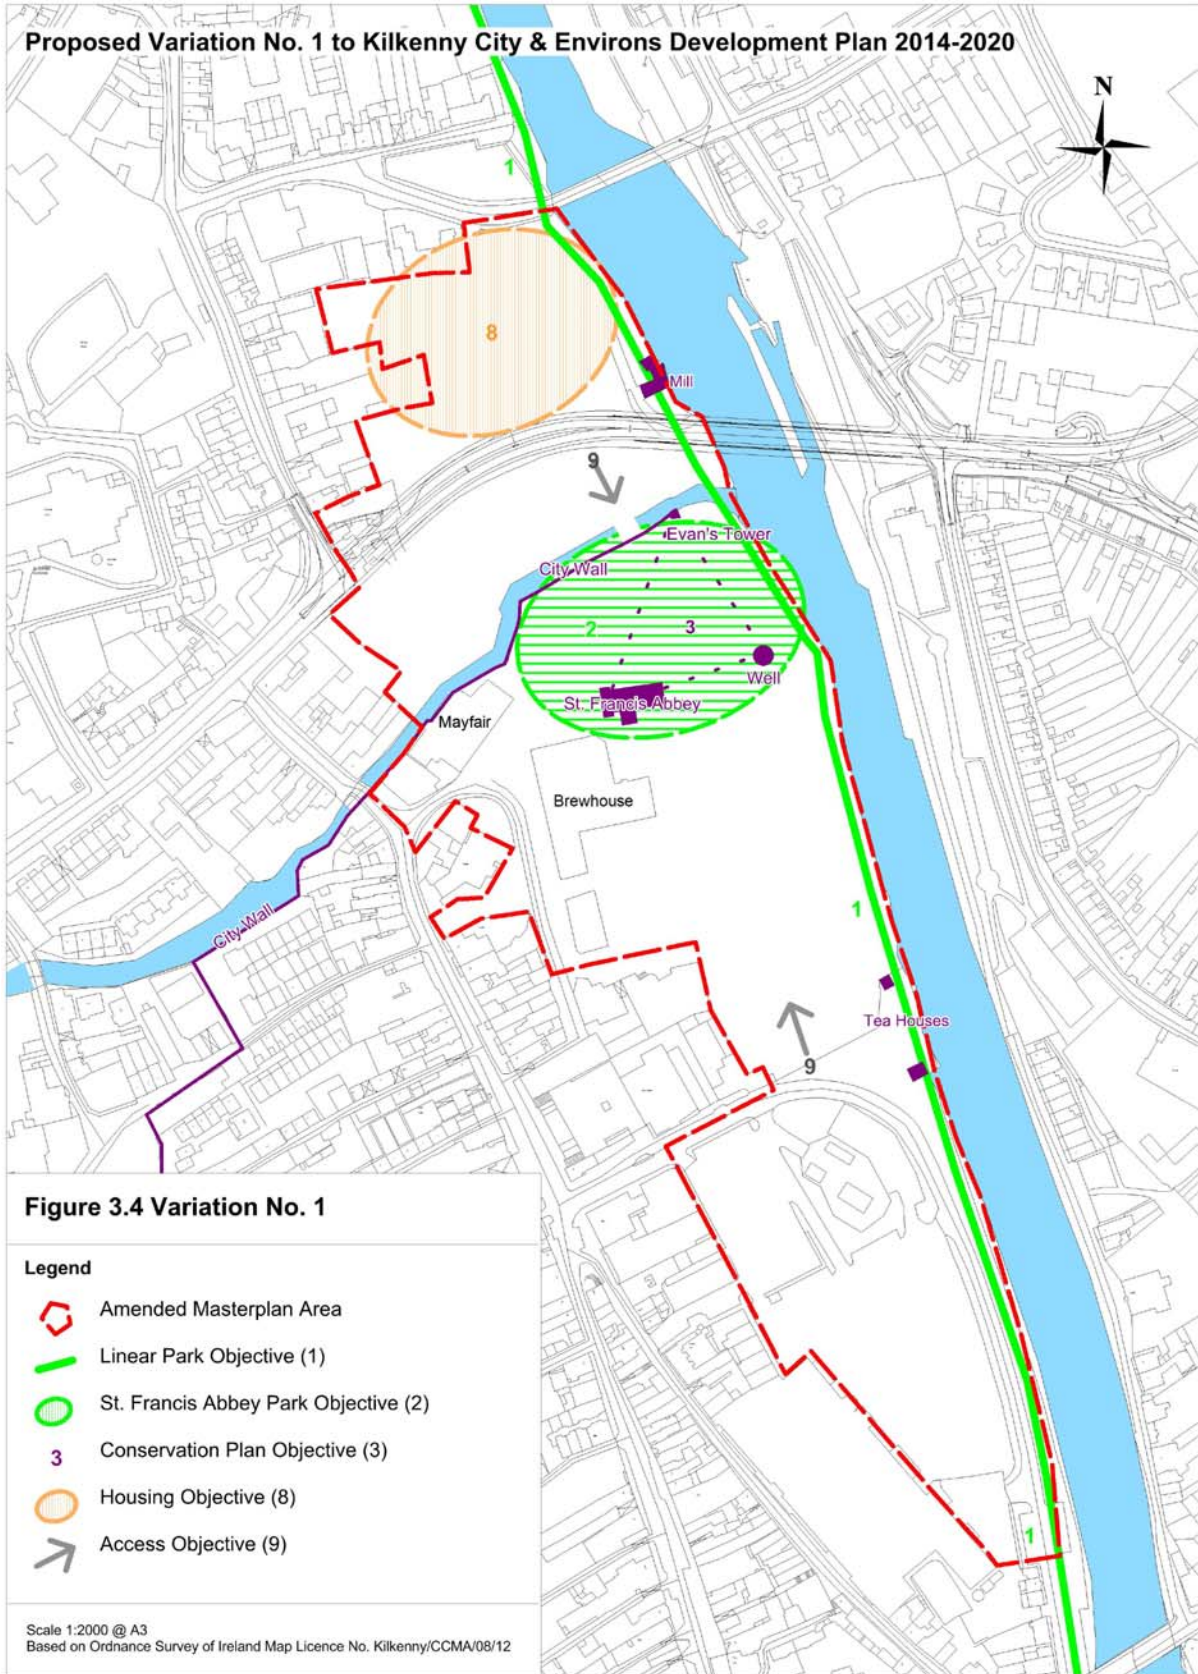 Proposed Variation No. 1 to Kilkenny City & Environs Development Plan 2014-2020
N
1
8
Mill
9
Evan's Tower
City Wall
2
3
Well
St. Francis Abbey
Mayfair
Brewhouse
1
City Wall
Tea Houses
9
1
Figure 3.4 Variation No. 1
Legend
Amended Masterplan Area
Linear Park Objective (1)
St. Francis Abbey Park Objective (2)
3 Conservation Plan Objective (3)
Housing Objective (8)
Access Objective (9)
Scale 1:2000 @ A3
Based on Ordnance Survey of Ireland Map Licence No. Kilkenny/CCMA/08/12